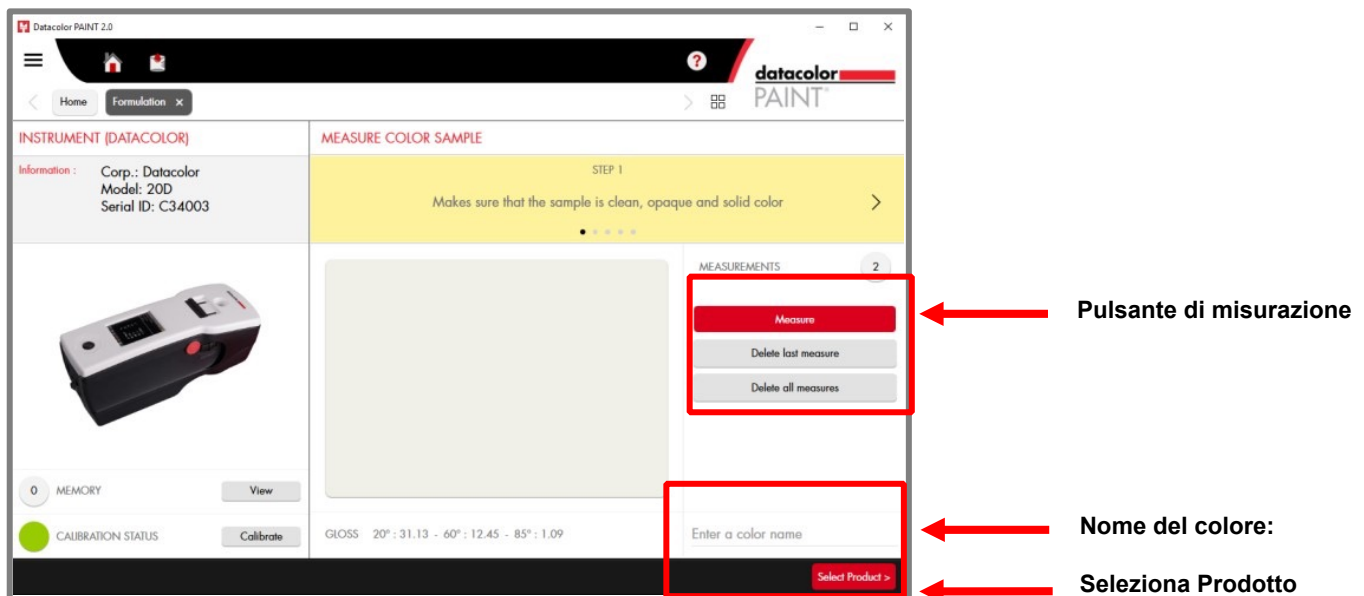 Datacolor PAINT 2.0
datacolor
PAINT
Home
Formulation ×
INSTRUMENT (DATACOLOR)
Information :
Corp.: Datacolor
Model: 20D
Serial ID: C34003
0 MEMORY
View
CALIBRATION STATUS
Calibrate
MEASURE COLOR SAMPLE
STEP 1
Makes sure that the sample is clean, opaque and solid color
GLOSS 20° : 31.13 - 60° : 12.45 - 85° : 1.09
MEASUREMENTS 2
Measure
Delete last measure
Delete all measures
Enter a color name
Select Product >
Pulsante di misurazione
Nome del colore:
Seleziona Prodotto